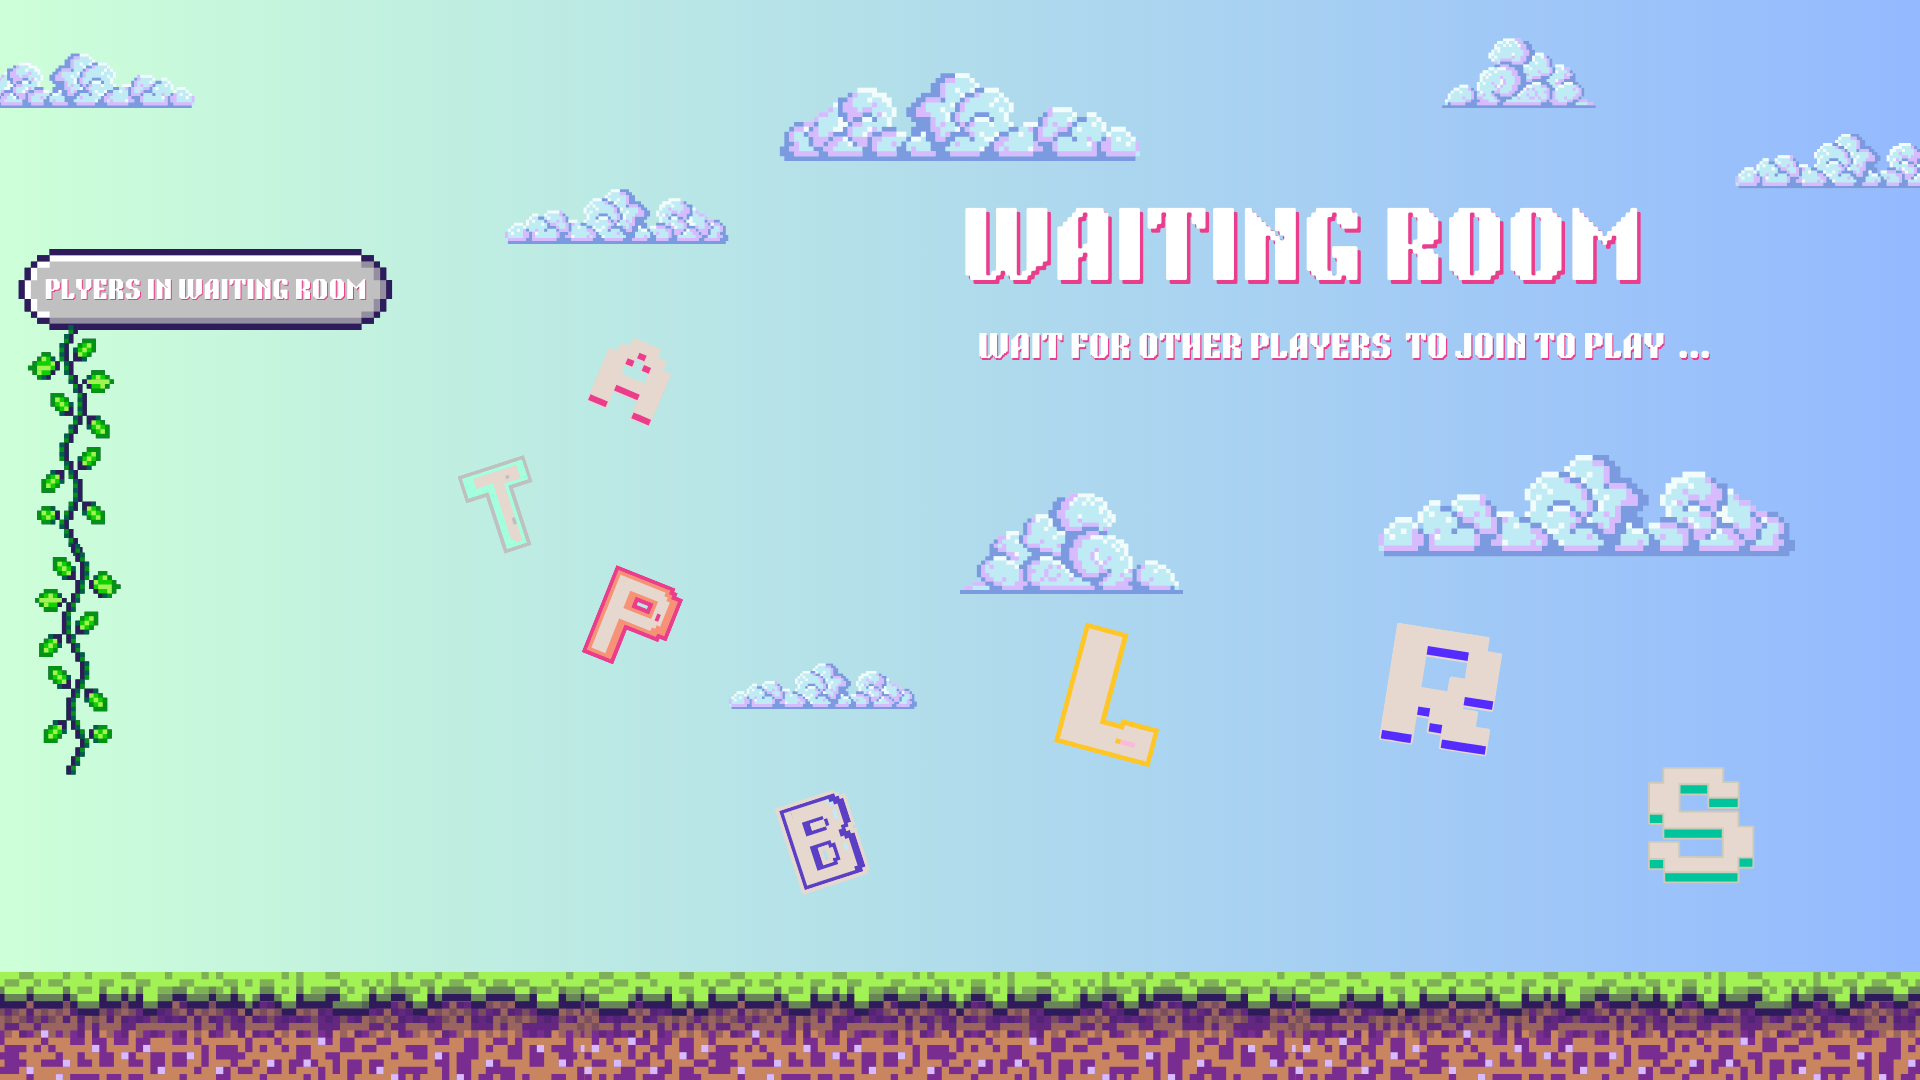 WAITING ROOM
PLYERS IN WAITING ROOM
WAIT FOR OTHER PLAYERS TO JOIN TO PLAY ...
A
T
P
L
R
B
S